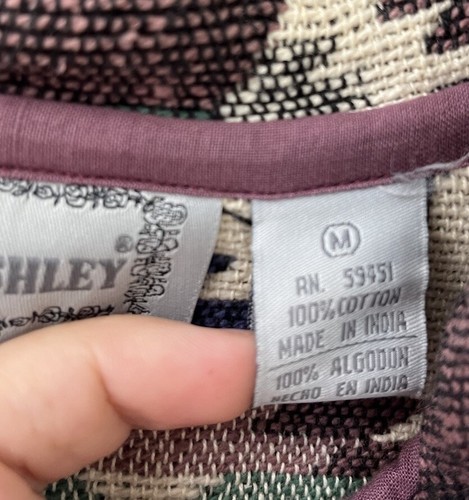 SHLEY®
M
RN. 59451
100% COTTON
MADE IN INDIA
100% ALGODON
HECHO EN INDIA